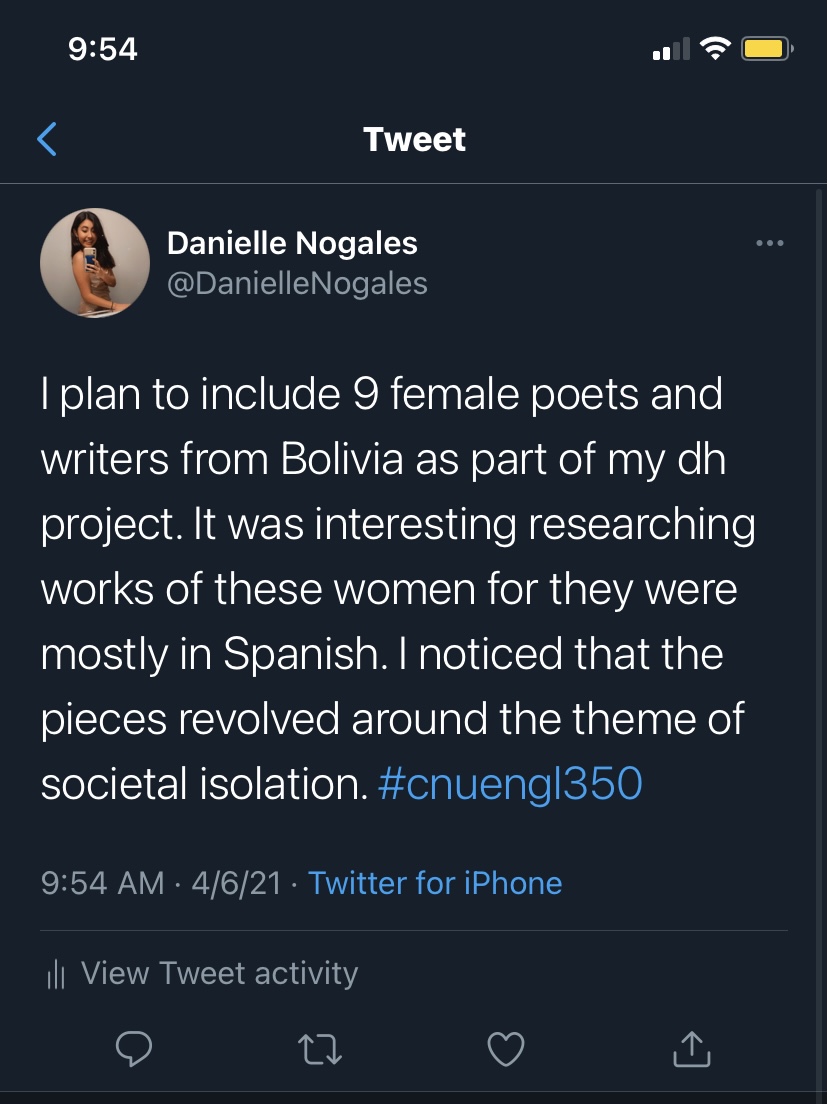 9:54
Tweet
Danielle Nogales
@DanielleNogales
I plan to include 9 female poets and
writers from Bolivia as part of my dh
project. It was interesting researching
works of these women for they were
mostly in Spanish. I noticed that the
pieces revolved around the theme of
societal isolation. #cnuengl350
9:54 AM · 4/6/21 · Twitter for iPhone
View Tweet activity